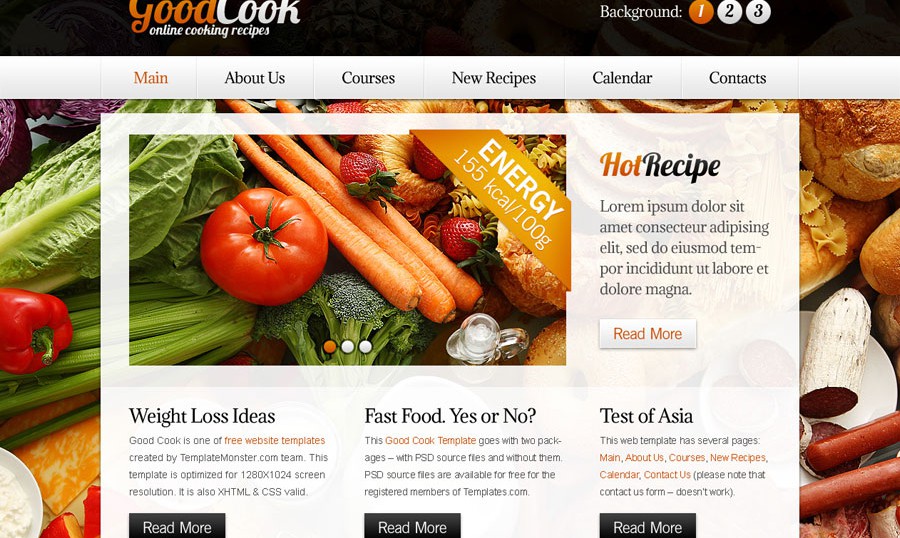 GoodCook
online cooking recipes
Background: 1 2 3
Main About Us Courses New Recipes Calendar Contacts
ENERGY
155 kcal/100g
HotRecipe
Lorem ipsum dolor sit
amet consectetur adipising
elit, sed do eiusmod tem-
por incididunt ut labore et
dolore magna.
Read More
Weight Loss Ideas
Good Cook is one of free website templates
created by TemplateMonster.com team. This
template is optimized for 1280X1024 screen
resolution. It is also XHTML & CSS valid.
Read More
Fast Food. Yes or No?
This Good Cook Template goes with two pack-
ages – with PSD source files and without them.
PSD source files are available for free for the
registered members of Templates.com.
Read More
Test of Asia
This web template has several pages:
Main, About Us, Courses, New Recipes,
Calendar, Contact Us (please note that
contact us form – doesn't work).
Read More